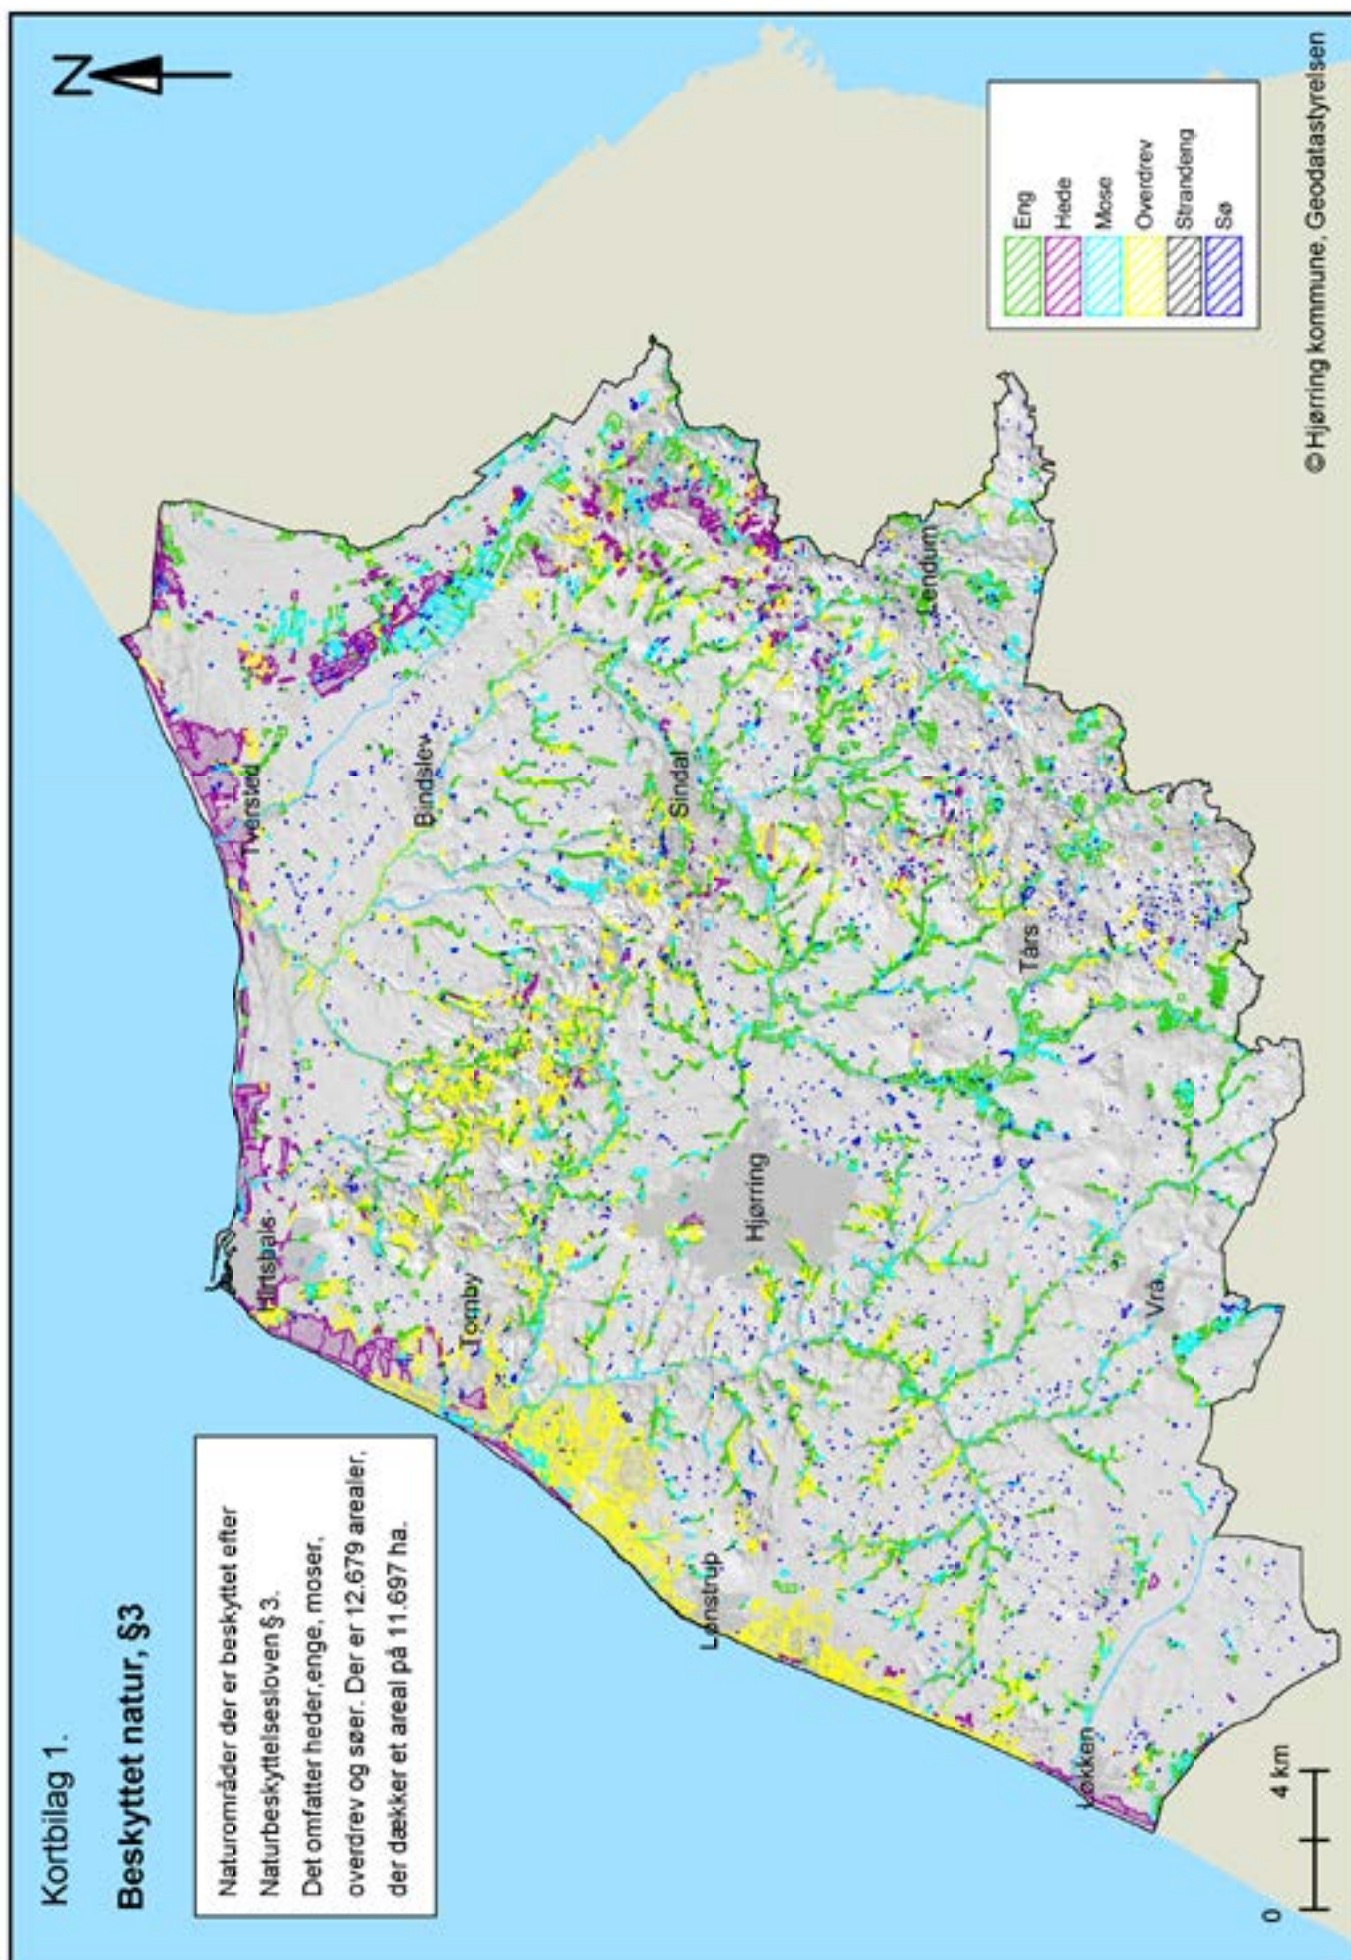 Kortbilag 1.
Beskyttet natur, §3
Naturområder der er beskyttet efter
Naturbeskyttelsesloven § 3.
Det omfatter heder, enge, moser,
overdrev og søer. Der er 12.679 arealer,
der dækker et areal på 11.697 ha.
N
Hirtshals
Tversted
Bindslev
Tornby
Sindal
Lønstrup
Hjørring
Lendum
Tårs
Vrå
Løkken
Eng
Hede
Mose
Overdrev
Strandeng
Sø
0
4 km
© Hjørring kommune, Geodatastyrelsen